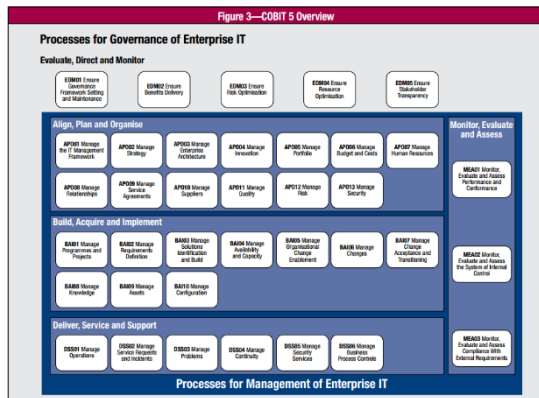 Figure 3—COBIT 5 Overview
Processes for Governance of Enterprise IT
Evaluate, Direct and Monitor
EDM01 Ensure
Governance
Framework Setting
and Maintenance
EDM02 Ensure
Benefits Delivery
EDM03 Ensure
Risk Optimisation
EDM04 Ensure
Resource
Optimisation
EDM05 Ensure
Stakeholder
Transparency
Align, Plan and Organise
APO01 Manage
the IT Management
Framework
APO02 Manage
Strategy
APO03 Manage
Enterprise
Architecture
APO04 Manage
Innovation
APO05 Manage
Portfolio
APO06 Manage
Budget and Costs
APO07 Manage
Human Resources
APO08 Manage
Relationships
APO09 Manage
Service
Agreements
APO10 Manage
Suppliers
APO11 Manage
Quality
APO12 Manage
Risk
APO13 Manage
Security
Build, Acquire and Implement
BAI01 Manage
Programmes and
Projects
BAI02 Manage
Requirements
Definition
BAI03 Manage
Solutions
Identification
and Build
BAI04 Manage
Availability
and Capacity
BAI05 Manage
Organisational
Change
Enablement
BAI06 Manage
Changes
BAI07 Manage
Change
Acceptance and
Transitioning
BAI08 Manage
Knowledge
BAI09 Manage
Assets
BAI10 Manage
Configuration
Deliver, Service and Support
DSS01 Manage
Operations
DSS02 Manage
Service Requests
and Incidents
DSS03 Manage
Problems
DSS04 Manage
Continuity
DSS05 Manage
Security
Services
DSS06 Manage
Business
Process Controls
Monitor, Evaluate
and Assess
MEA01 Monitor,
Evaluate and Assess
Performance and
Conformance
MEA02 Monitor,
Evaluate and Assess
the System of Internal
Control
MEA03 Monitor,
Evaluate and Assess
Compliance With
External Requirements
Processes for Management of Enterprise IT